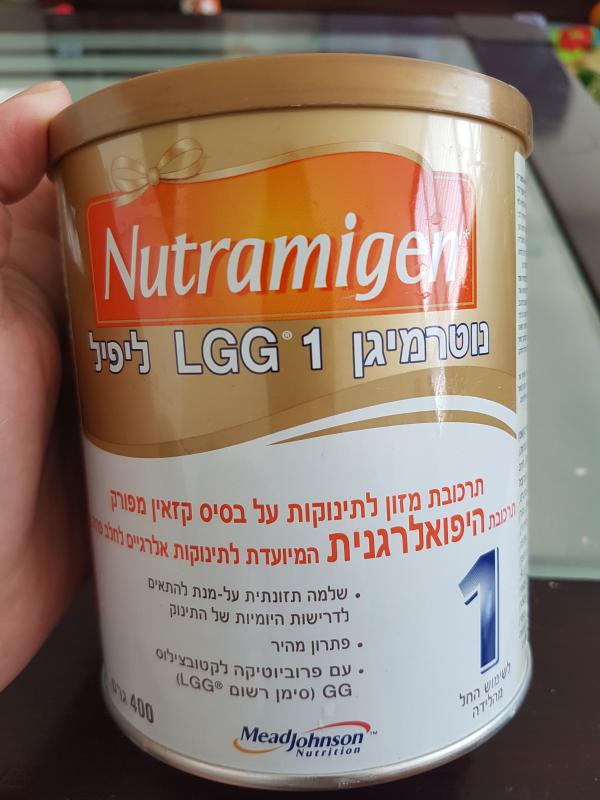 Nutramigen
נוטרמיגן 1 ®LGG ליפיל
תרכובת מזון לתינוקות על בסיס קזאין מפורק
תרכובת היפואלרגנית המיועדת לתינוקות אלרגיים לחלב
• שלמה תזונתית על-מנת להתאים
לדרישות היומיות של התינוק
• פתרון מהיר
• עם פרוביוטיקה לקטובצילוס
GG (סימן רשום ®LGG)
1
לשימוש החל
מהלידה
400 גרם
MeadJohnson™
Nutrition